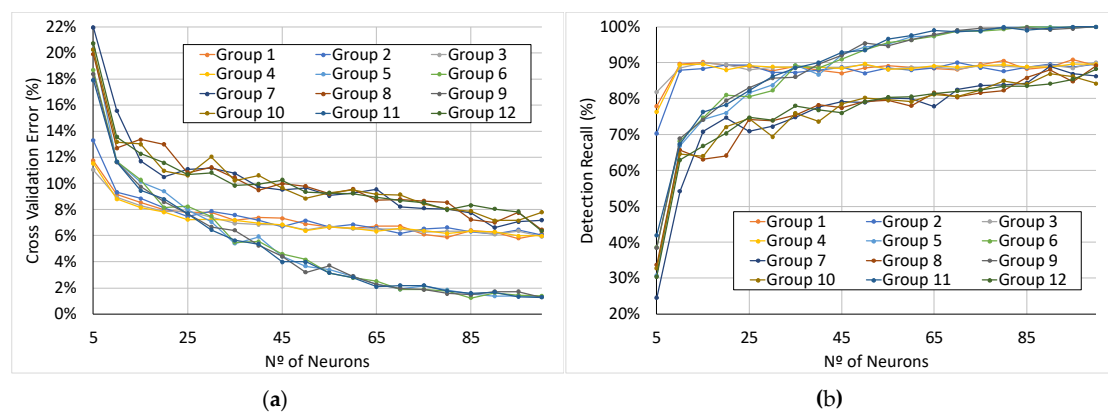 22%
20%
18%
16%
14%
12%
10%
8%
6%
4%
2%
0%
Cross Validation Error (%)
Group 1 Group 2 Group 3
Group 4 Group 5 Group 6
Group 7 Group 8 Group 9
Group 10 Group 11 Group 12
5 25 45 65 85
Nº of Neurons
(a)
100%
90%
80%
70%
60%
50%
40%
30%
20%
Detection Recall (%)
Group 1 Group 2 Group 3
Group 4 Group 5 Group 6
Group 7 Group 8 Group 9
Group 10 Group 11 Group 12
5 25 45 65 85
Nº of Neurons
(b)